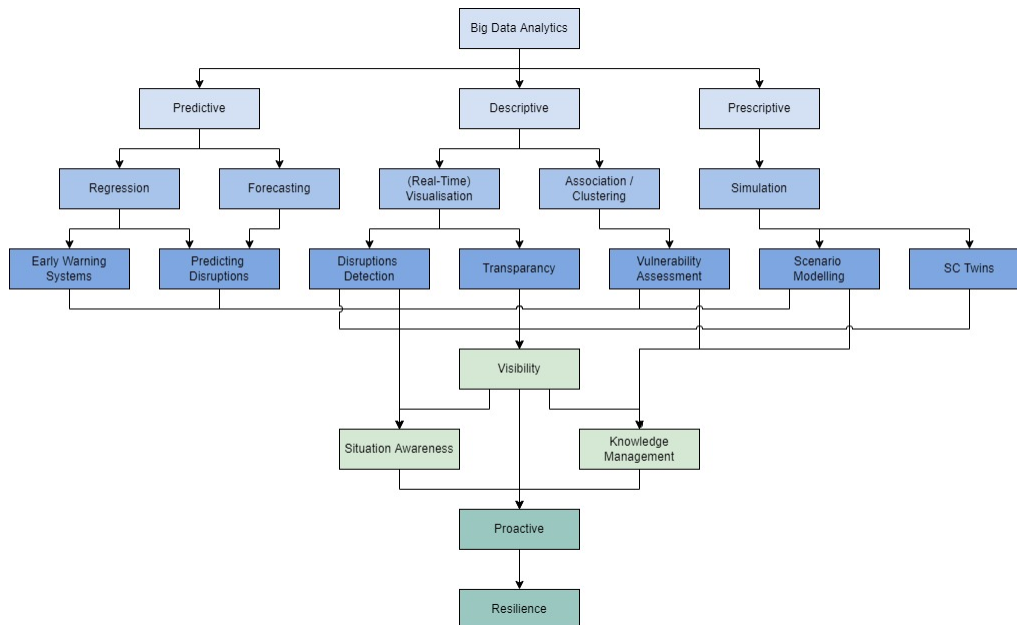 Big Data Analytics
Predictive
Descriptive
Prescriptive
Regression
Forecasting
(Real-Time)
Visualisation
Association /
Clustering
Simulation
Early Warning
Systems
Predicting
Disruptions
Disruptions
Detection
Transparancy
Vulnerability
Assessment
Scenario
Modelling
SC Twins
Visibility
Situation Awareness
Knowledge
Management
Proactive
Resilience